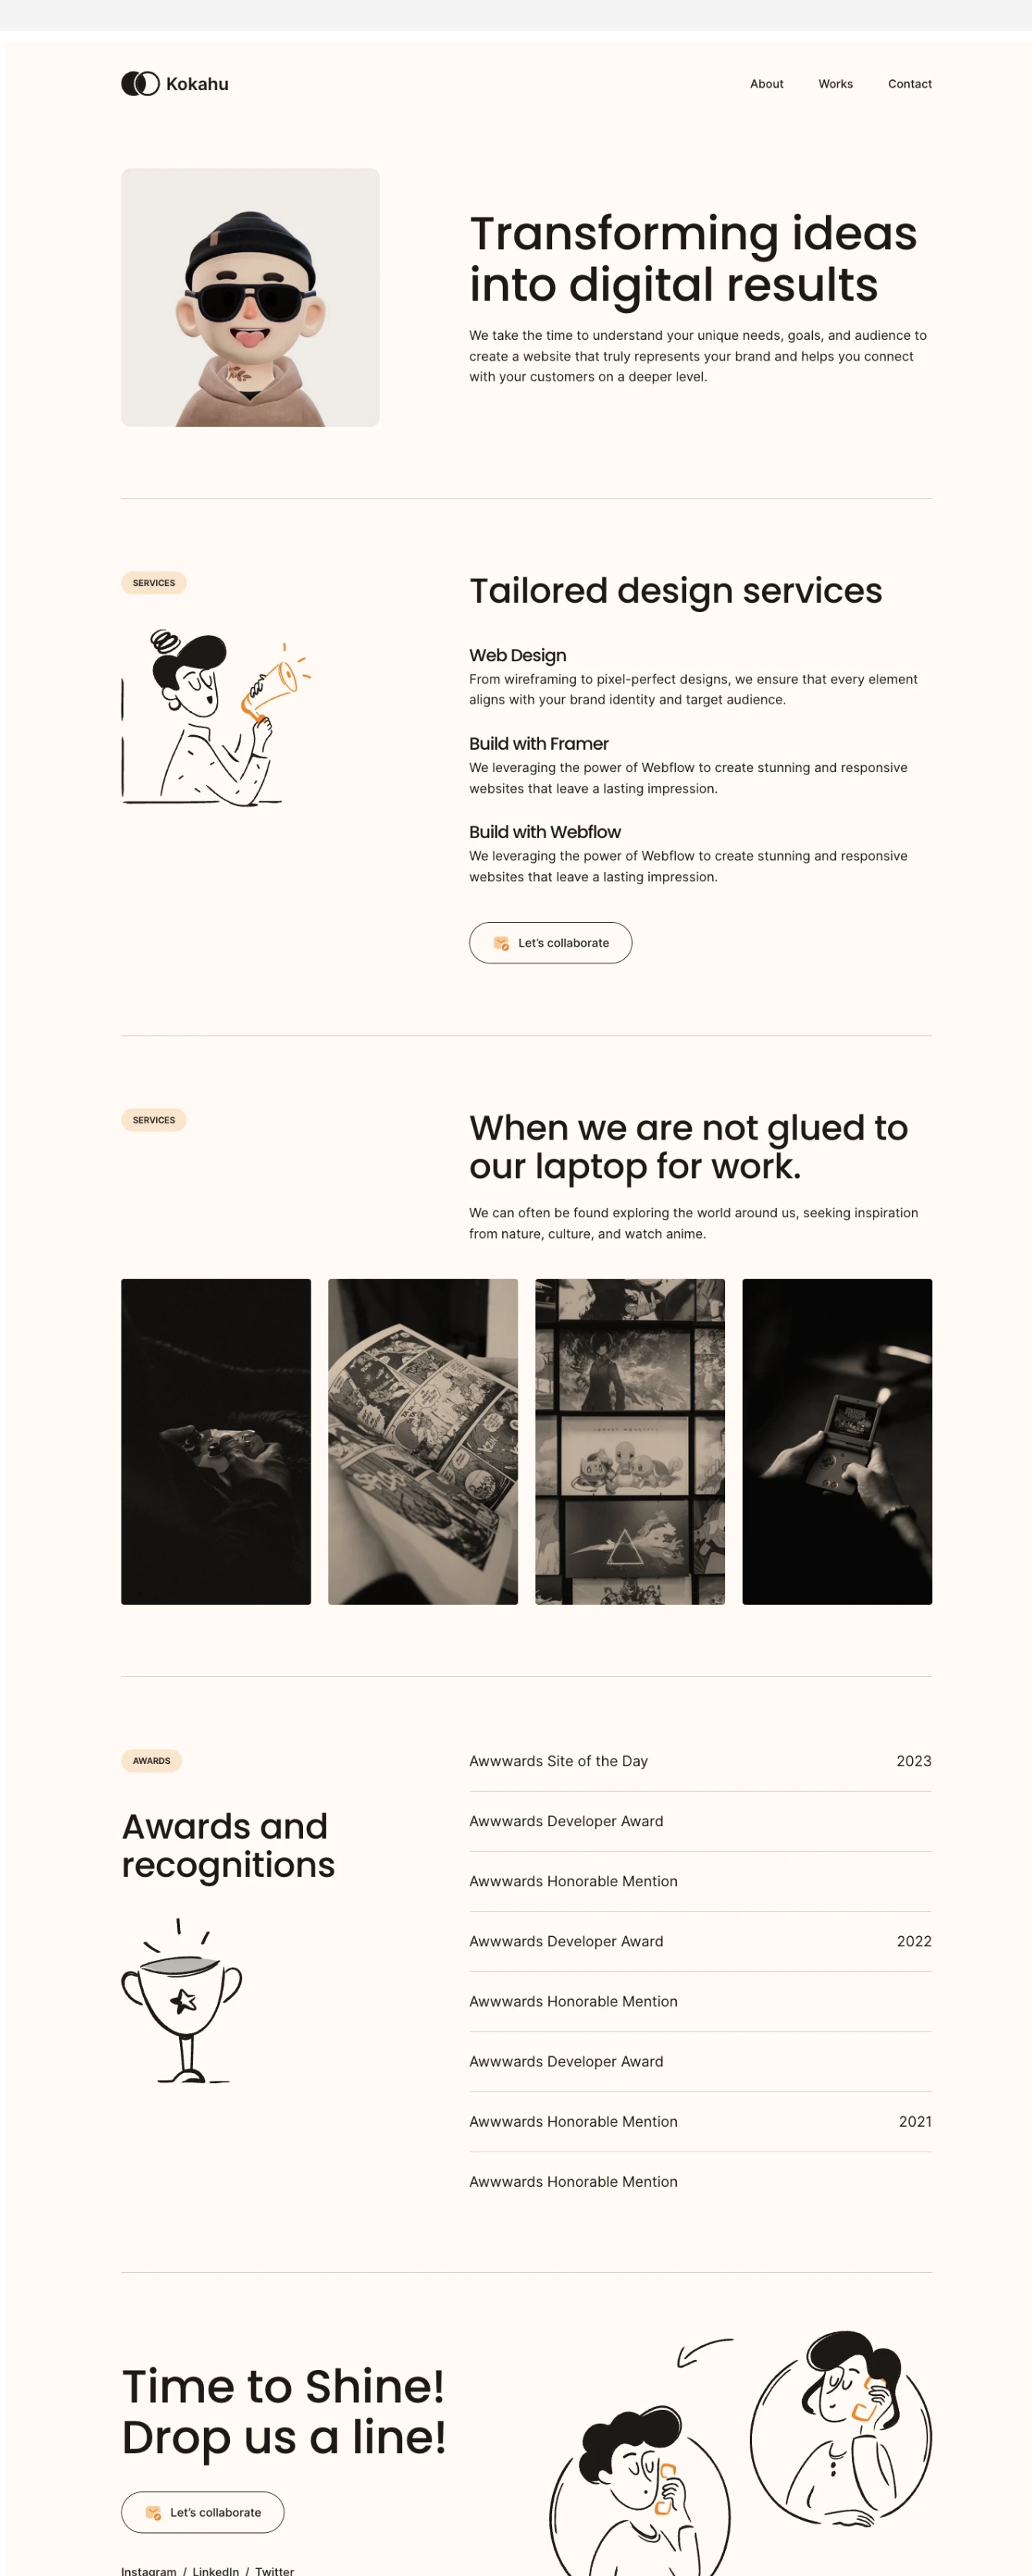 Kokahu
About
Works
Contact
Transforming ideas
into digital results
We take the time to understand your unique needs, goals, and audience to
create a website that truly represents your brand and helps you connect
with your customers on a deeper level.
SERVICES
Tailored design services
Web Design
From wireframing to pixel-perfect designs, we ensure that every element
aligns with your brand identity and target audience.
Build with Framer
We leveraging the power of Webflow to create stunning and responsive
websites that leave a lasting impression.
Build with Webflow
We leveraging the power of Webflow to create stunning and responsive
websites that leave a lasting impression.
Let’s collaborate
SERVICES
When we are not glued to
our laptop for work.
We can often be found exploring the world around us, seeking inspiration
from nature, culture, and watch anime.
AWARDS
Awards and
recognitions
Awwwards Site of the Day 2023
Awwwards Developer Award
Awwwards Honorable Mention
Awwwards Developer Award 2022
Awwwards Honorable Mention
Awwwards Developer Award
Awwwards Honorable Mention 2021
Awwwards Honorable Mention
Time to Shine!
Drop us a line!
Let’s collaborate
Instagram / LinkedIn / Twitter